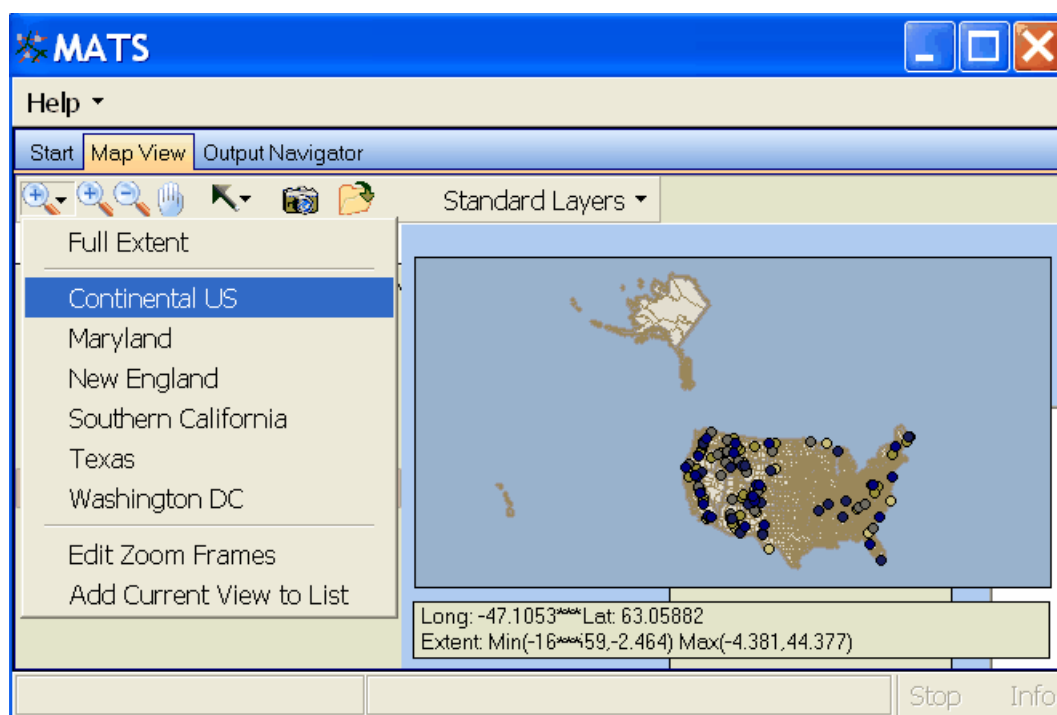 MATS
Help
Start Map View Output Navigator
Standard Layers
Full Extent
Continental US
Maryland
New England
Southern California
Texas
Washington DC
Edit Zoom Frames
Add Current View to List
Long: -47.1053***Lat: 63.05882
Extent: Min(-16***59,-2.464) Max(-4.381,44.377)
Stop Info